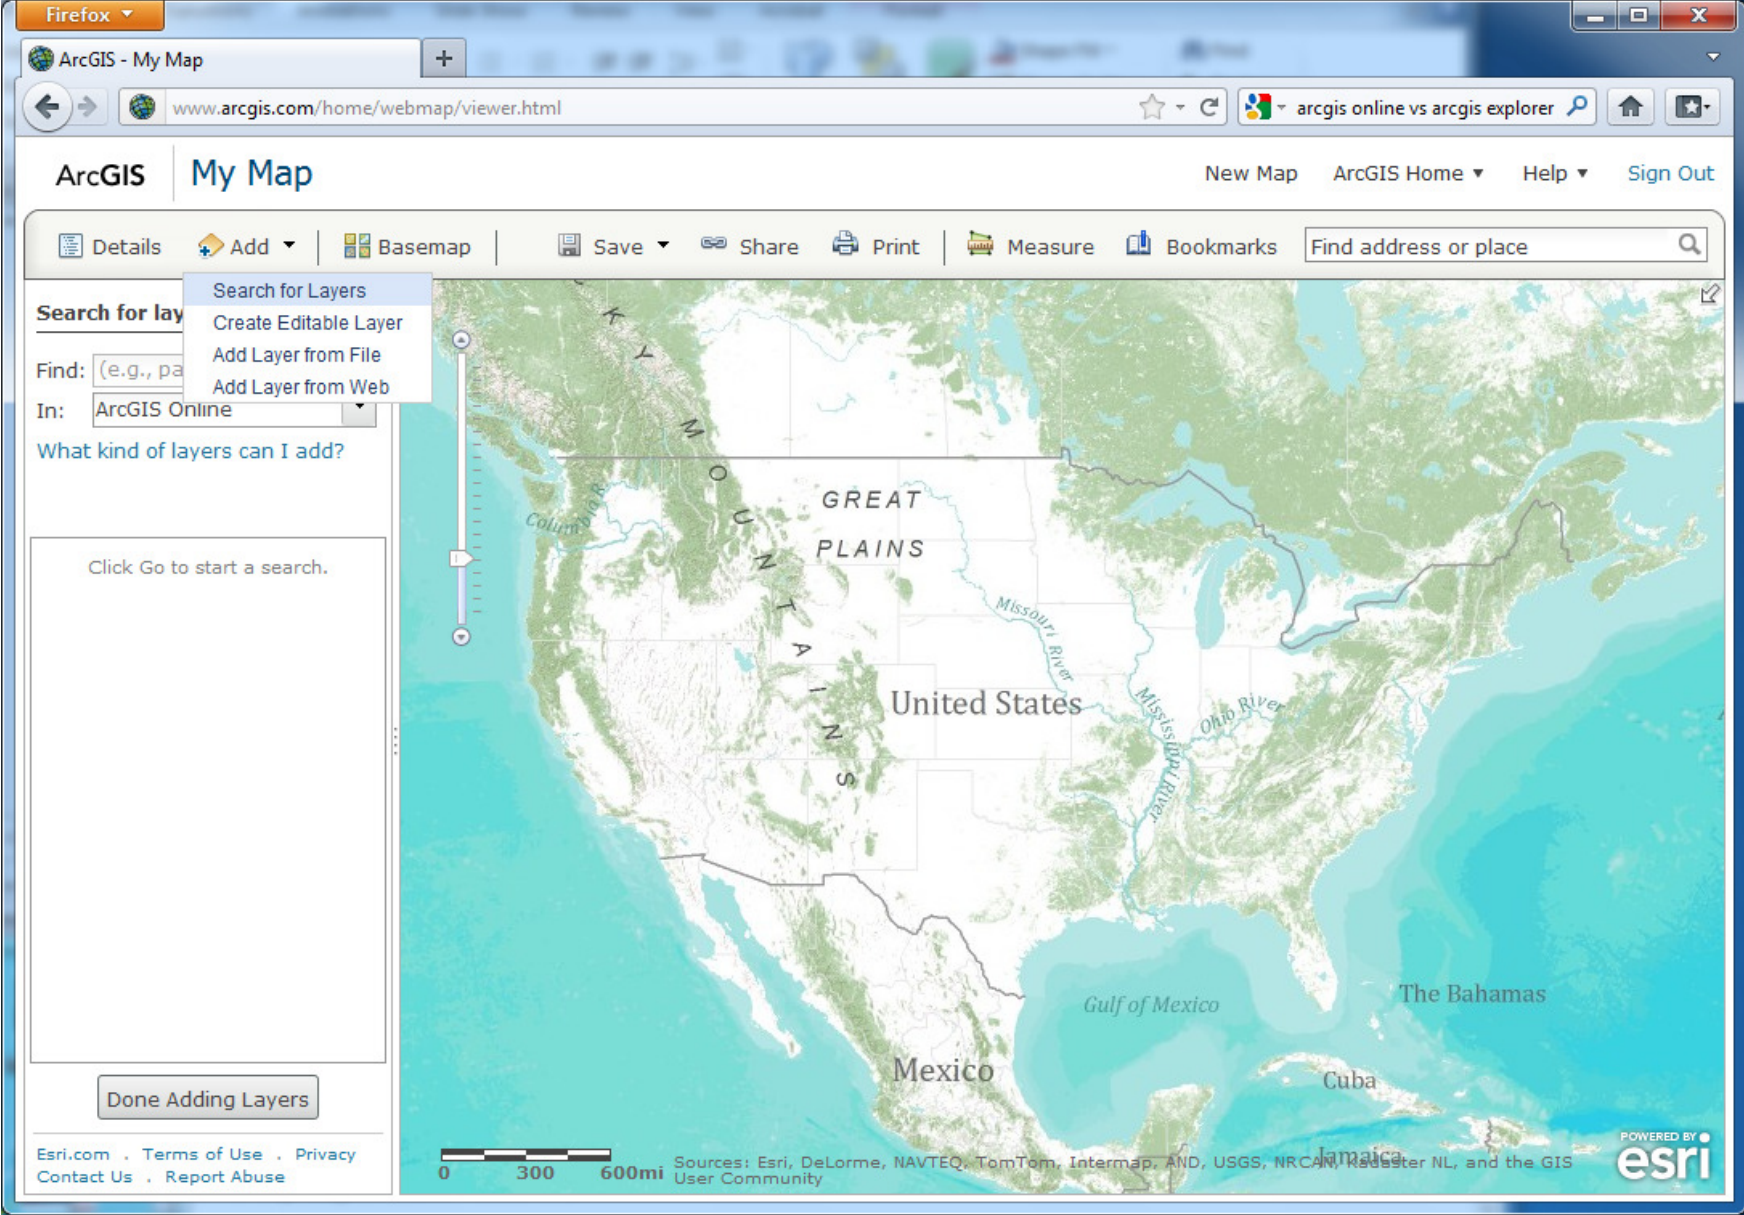 Firefox
ArcGIS - My Map
www.arcgis.com/home/webmap/viewer.html
arcgis online vs arcgis explorer
ArcGIS
My Map
New Map
ArcGIS Home
Help
Sign Out
Details
Add
Basemap
Save
Share
Print
Measure
Bookmarks
Find address or place
Search for Layers
Create Editable Layer
Add Layer from File
Add Layer from Web
Search for lay
Find: (e.g., pa
In: ArcGIS Online
What kind of layers can I add?
Click Go to start a search.
Done Adding Layers
Esri.com . Terms of Use . Privacy
Contact Us . Report Abuse
K Y
MOUNTAINS
GREAT
PLAINS
Columbia R.
Missouri River
United States
Mississippi River
Ohio River
Gulf of Mexico
The Bahamas
Mexico
Cuba
Jamaica
0 300 600mi
Sources: Esri, DeLorme, NAVTEQ, TomTom, Intermap, AND, USGS, NRCAN, Kadaster NL, and the GIS
User Community
POWERED BY
esri